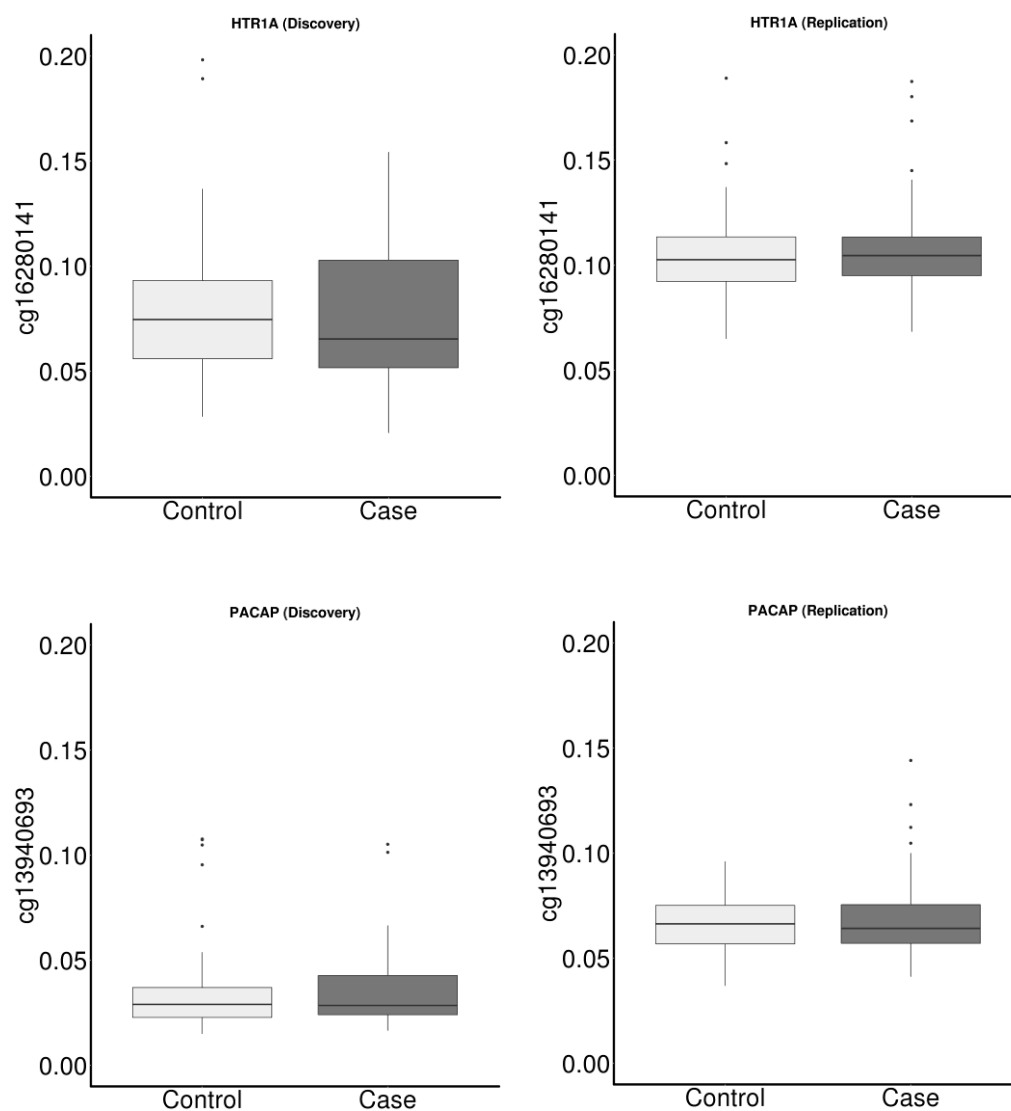 HTR1A (Discovery)
cg16280141
0.20
0.15
0.10
0.05
0.00
Control Case
HTR1A (Replication)
cg16280141
0.20
0.15
0.10
0.05
0.00
Control Case
PACAP (Discovery)
cg13940693
0.20
0.15
0.10
0.05
0.00
Control Case
PACAP (Replication)
cg13940693
0.20
0.15
0.10
0.05
0.00
Control Case